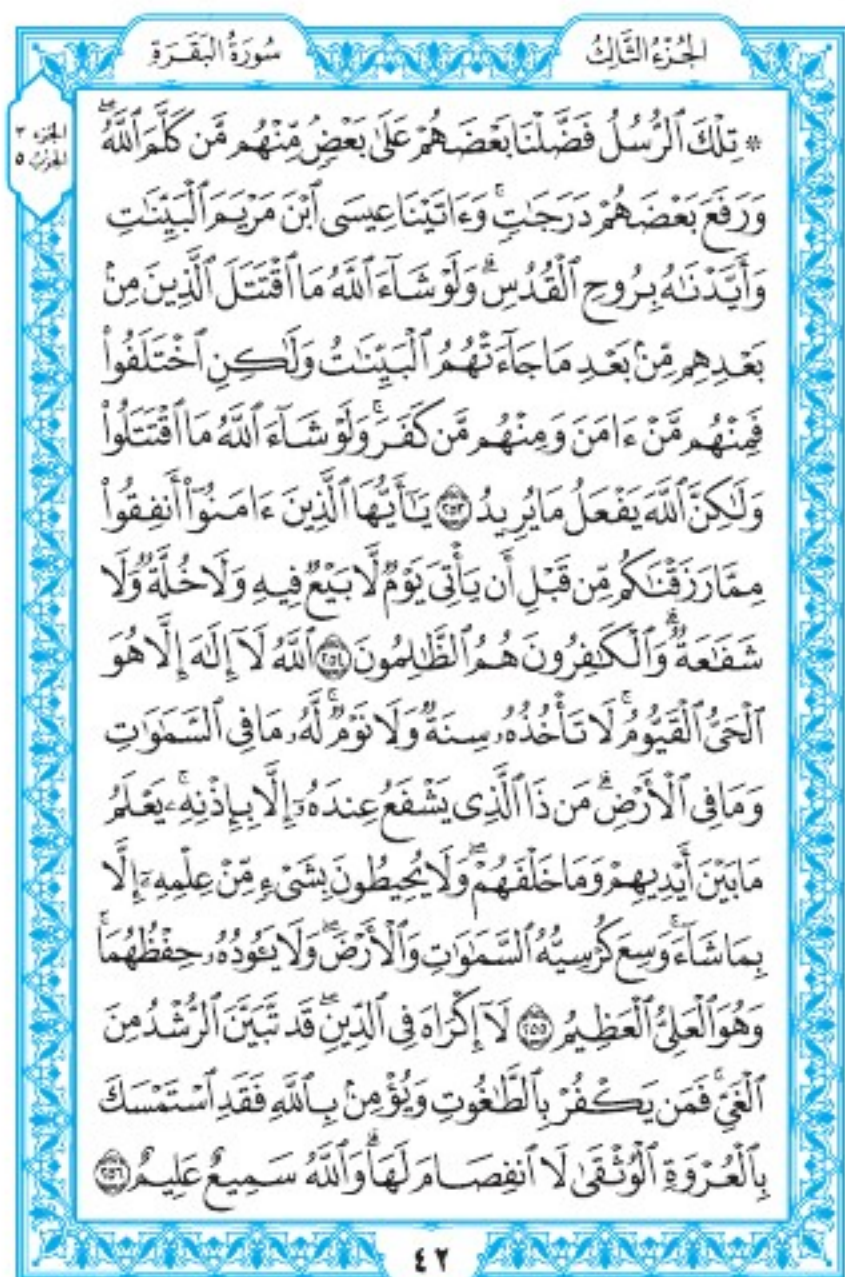 الجُزْءُ الثَّالِثُ
سُورَةُ البَقَرَةِ
الجزء ٣
الحزب ٥
۞ تِلْكَ ٱلرُّسُلُ فَضَّلْنَا بَعْضَهُمْ عَلَىٰ بَعْضٍۘ مِّنْهُم مَّن كَلَّمَ ٱللَّهُۖ
وَرَفَعَ بَعْضَهُمْ دَرَجَٰتٍۚ وَءَاتَيْنَا عِيسَى ٱبْنَ مَرْيَمَ ٱلْبَيِّنَٰتِ
وَأَيَّدْنَٰهُ بِرُوحِ ٱلْقُدُسِۗ وَلَوْ شَآءَ ٱللَّهُ مَا ٱقْتَتَلَ ٱلَّذِينَ مِنۢ
بَعْدِهِم مِّنۢ بَعْدِ مَا جَآءَتْهُمُ ٱلْبَيِّنَٰتُ وَلَٰكِنِ ٱخْتَلَفُوا۟
فَمِنْهُم مَّنْ ءَامَنَ وَمِنْهُم مَّن كَفَرَۚ وَلَوْ شَآءَ ٱللَّهُ مَا ٱقْتَتَلُوا۟
وَلَٰكِنَّ ٱللَّهَ يَفْعَلُ مَا يُرِيدُ ٢٥٣ يَٰٓأَيُّهَا ٱلَّذِينَ ءَامَنُوٓا۟ أَنفِقُوا۟
مِمَّا رَزَقْنَٰكُم مِّن قَبْلِ أَن يَأْتِىَ يَوْمٌ لَّا بَيْعٌ فِيهِ وَلَا خُلَّةٌ وَلَا
شَفَٰعَةٌۗ وَٱلْكَٰفِرُونَ هُمُ ٱلظَّٰلِمُونَ ٢٥٤ ٱللَّهُ لَآ إِلَٰهَ إِلَّا هُوَ
ٱلْحَىُّ ٱلْقَيُّومُۚ لَا تَأْخُذُهُۥ سِنَةٌ وَلَا نَوْمٌۚ لَّهُۥ مَا فِى ٱلسَّمَٰوَٰتِ
وَمَا فِى ٱلْأَرْضِۗ مَن ذَا ٱلَّذِى يَشْفَعُ عِندَهُۥٓ إِلَّا بِإِذْنِهِۦۚ يَعْلَمُ
مَا بَيْنَ أَيْدِيهِمْ وَمَا خَلْفَهُمْۖ وَلَا يُحِيطُونَ بِشَىْءٍ مِّنْ عِلْمِهِۦٓ إِلَّا
بِمَا شَآءَۚ وَسِعَ كُرْسِيُّهُ ٱلسَّمَٰوَٰتِ وَٱلْأَرْضَۖ وَلَا يَـُٔودُهُۥ حِفْظُهُمَاۚ
وَهُوَ ٱلْعَلِىُّ ٱلْعَظِيمُ ٢٥٥ لَآ إِكْرَاهَ فِى ٱلدِّينِۖ قَد تَّبَيَّنَ ٱلرُّشْدُ مِنَ
ٱلْغَىِّۚ فَمَن يَكْفُرْ بِٱلطَّٰغُوتِ وَيُؤْمِنۢ بِٱللَّهِ فَقَدِ ٱسْتَمْسَكَ
بِٱلْعُرْوَةِ ٱلْوُثْقَىٰ لَا ٱنفِصَامَ لَهَاۗ وَٱللَّهُ سَمِيعٌ عَلِيمٌ ٢٥٦
٤٢